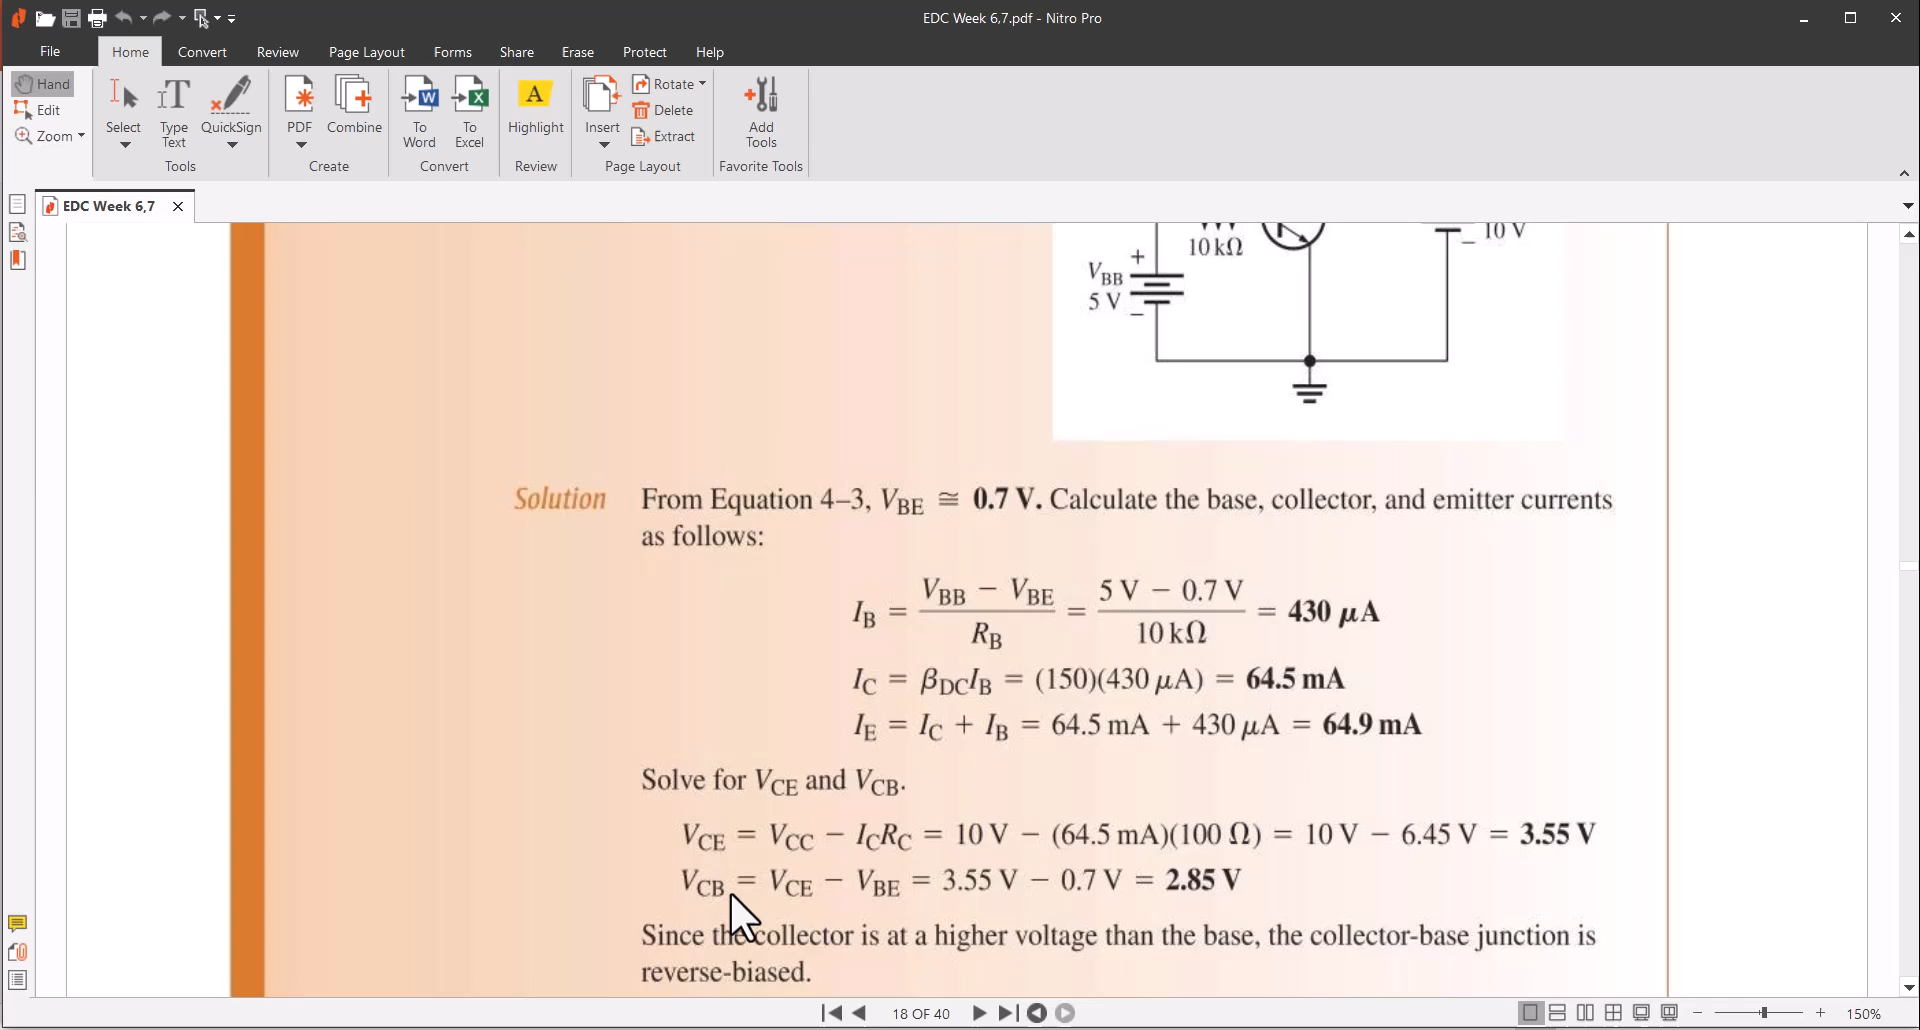 EDC Week 6,7.pdf - Nitro Pro
File Home Convert Review Page Layout Forms Share Erase Protect Help
Hand
Edit
Zoom
Select
Type Text
QuickSign
Tools
PDF
Combine
Create
To Word
To Excel
Convert
A
Highlight
Review
Insert
Rotate
Delete
Extract
Page Layout
Add Tools
Favorite Tools
EDC Week 6,7
10 kΩ
– 10 V
+
V_BB
5 V
–
Solution From Equation 4–3, V_BE ≅ 0.7 V. Calculate the base, collector, and emitter currents
as follows:
I_B = (V_BB − V_BE) / R_B = (5 V − 0.7 V) / 10 kΩ = 430 μA
I_C = β_DC I_B = (150)(430 μA) = 64.5 mA
I_E = I_C + I_B = 64.5 mA + 430 μA = 64.9 mA
Solve for V_CE and V_CB.
V_CE = V_CC − I_C R_C = 10 V − (64.5 mA)(100 Ω) = 10 V − 6.45 V = 3.55 V
V_CB = V_CE − V_BE = 3.55 V − 0.7 V = 2.85 V
Since the collector is at a higher voltage than the base, the collector-base junction is
reverse-biased.
18 OF 40
150%